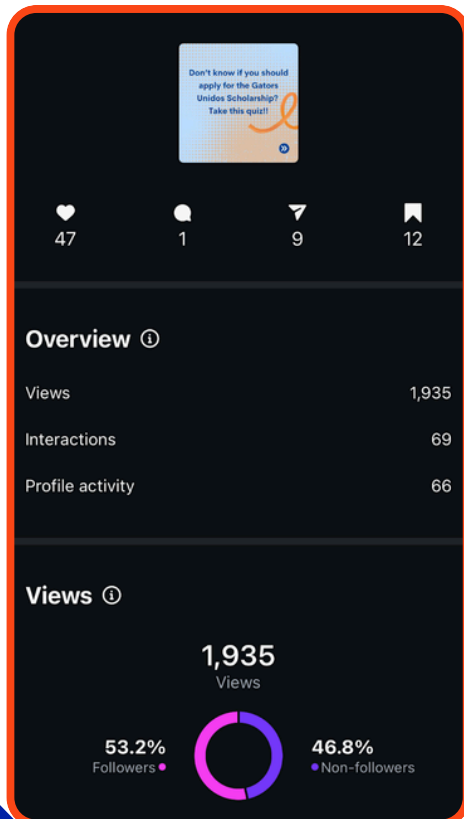 Don't know if you should
apply for the Gators
Unidos Scholarship?
Take this quiz!!
47
1
9
12
Overview
Views 1,935
Interactions 69
Profile activity 66
Views
1,935
Views
53.2% 46.8%
Followers Non-followers